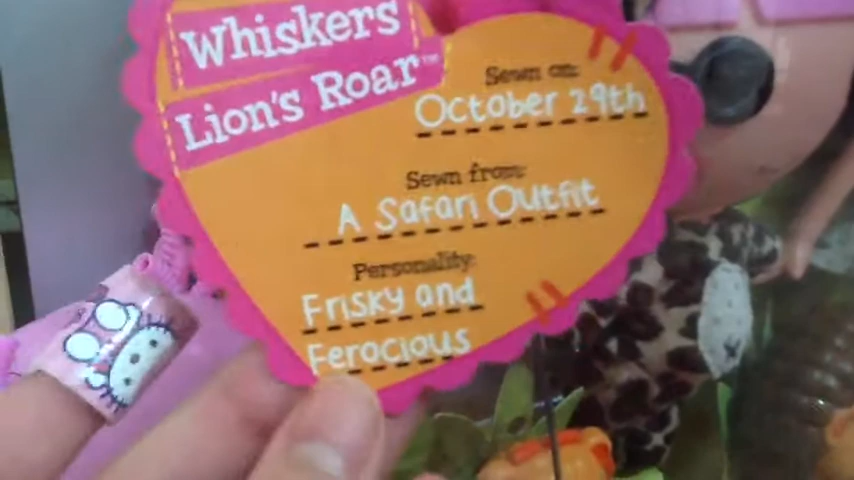 Whiskers
Lion's Roar™
Sewn on:
October 29th
Sewn from:
A Safari Outfit
Personality:
Frisky and
Ferocious